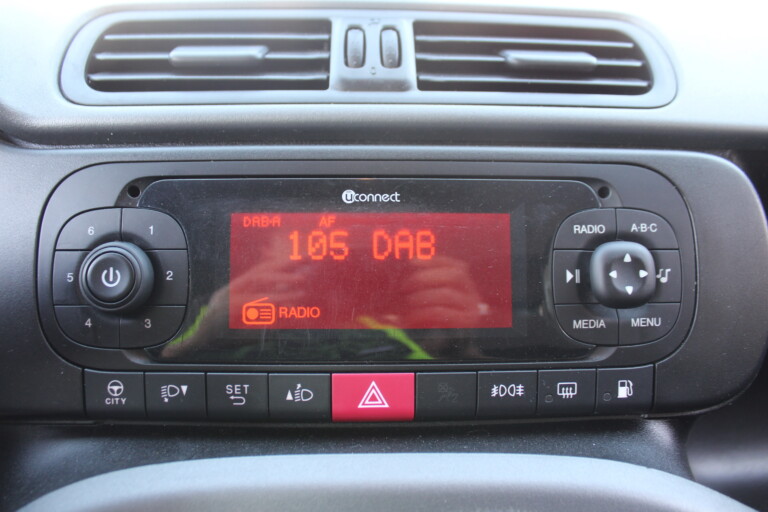 uconnect
DAB-A AF
105 DAB
RADIO
6 1
5 2
4 3
RADIO A·B·C
MEDIA MENU
CITY
SET